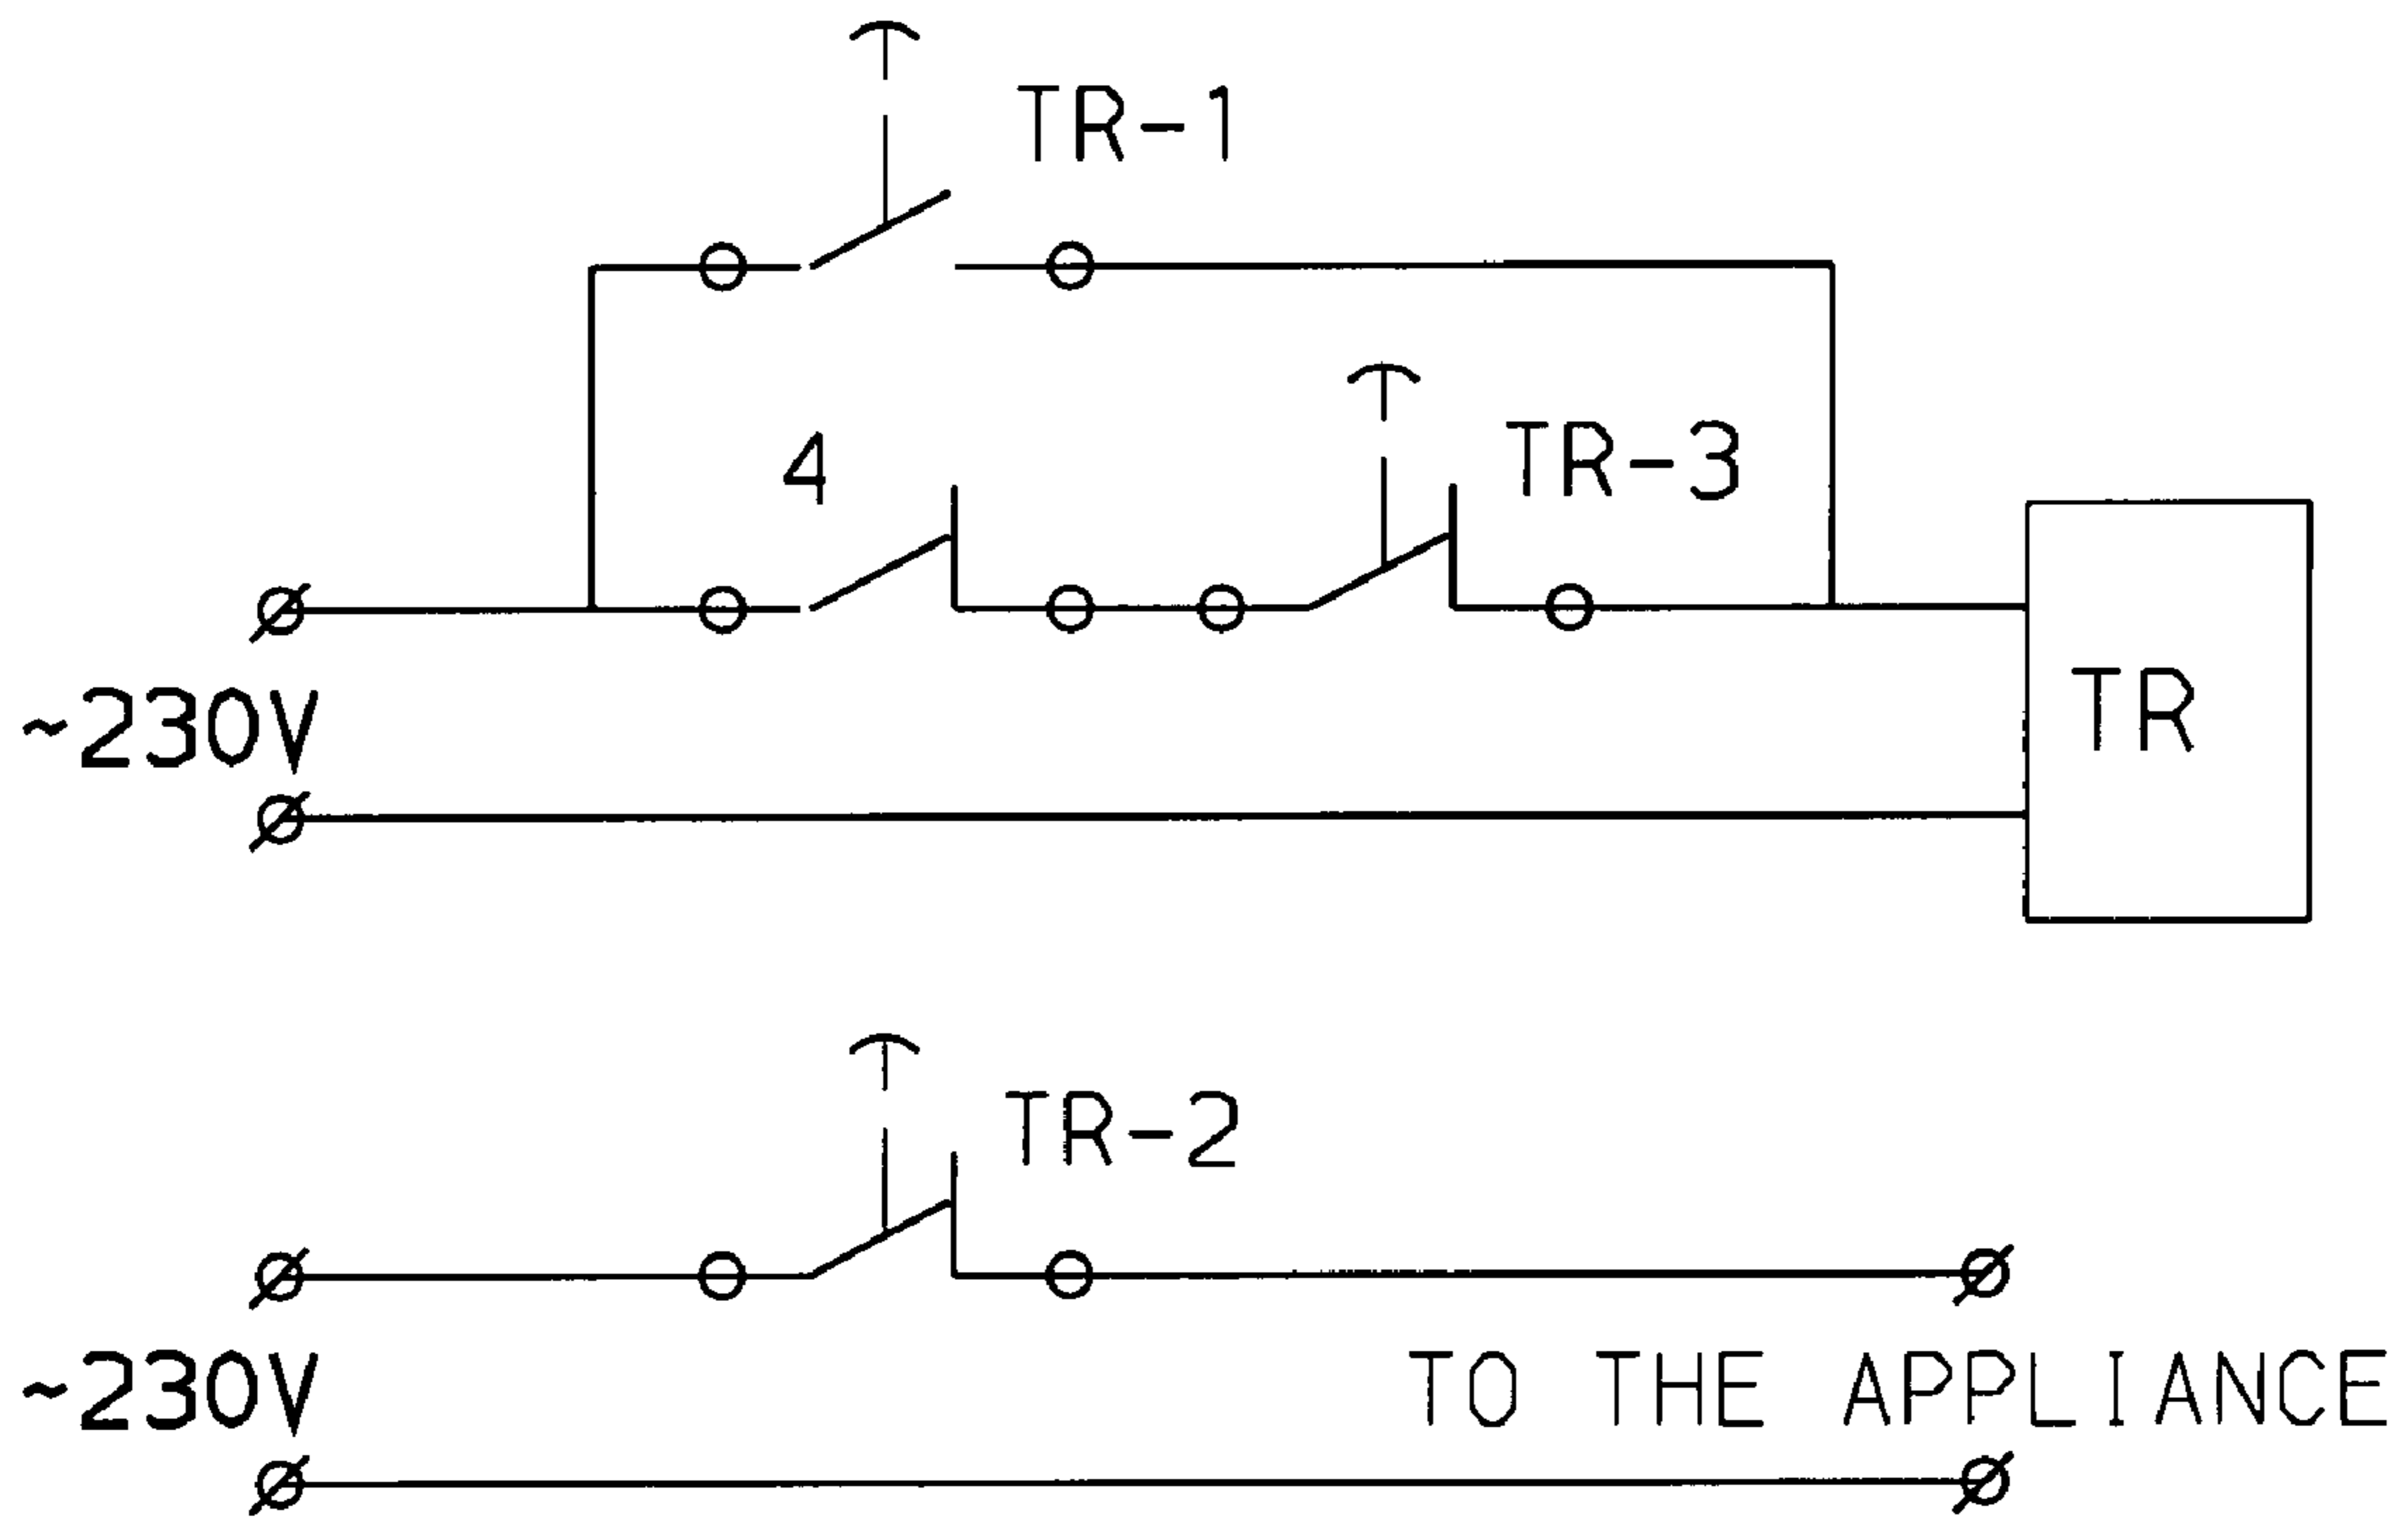 TR-1
4
TR-3
~230V
TR
TR-2
~230V
TO THE APPLIANCE